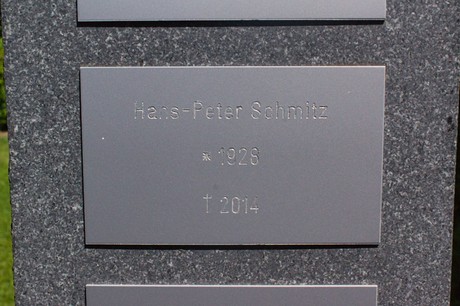 Hans-Peter Schmitz
* 1928
† 2014